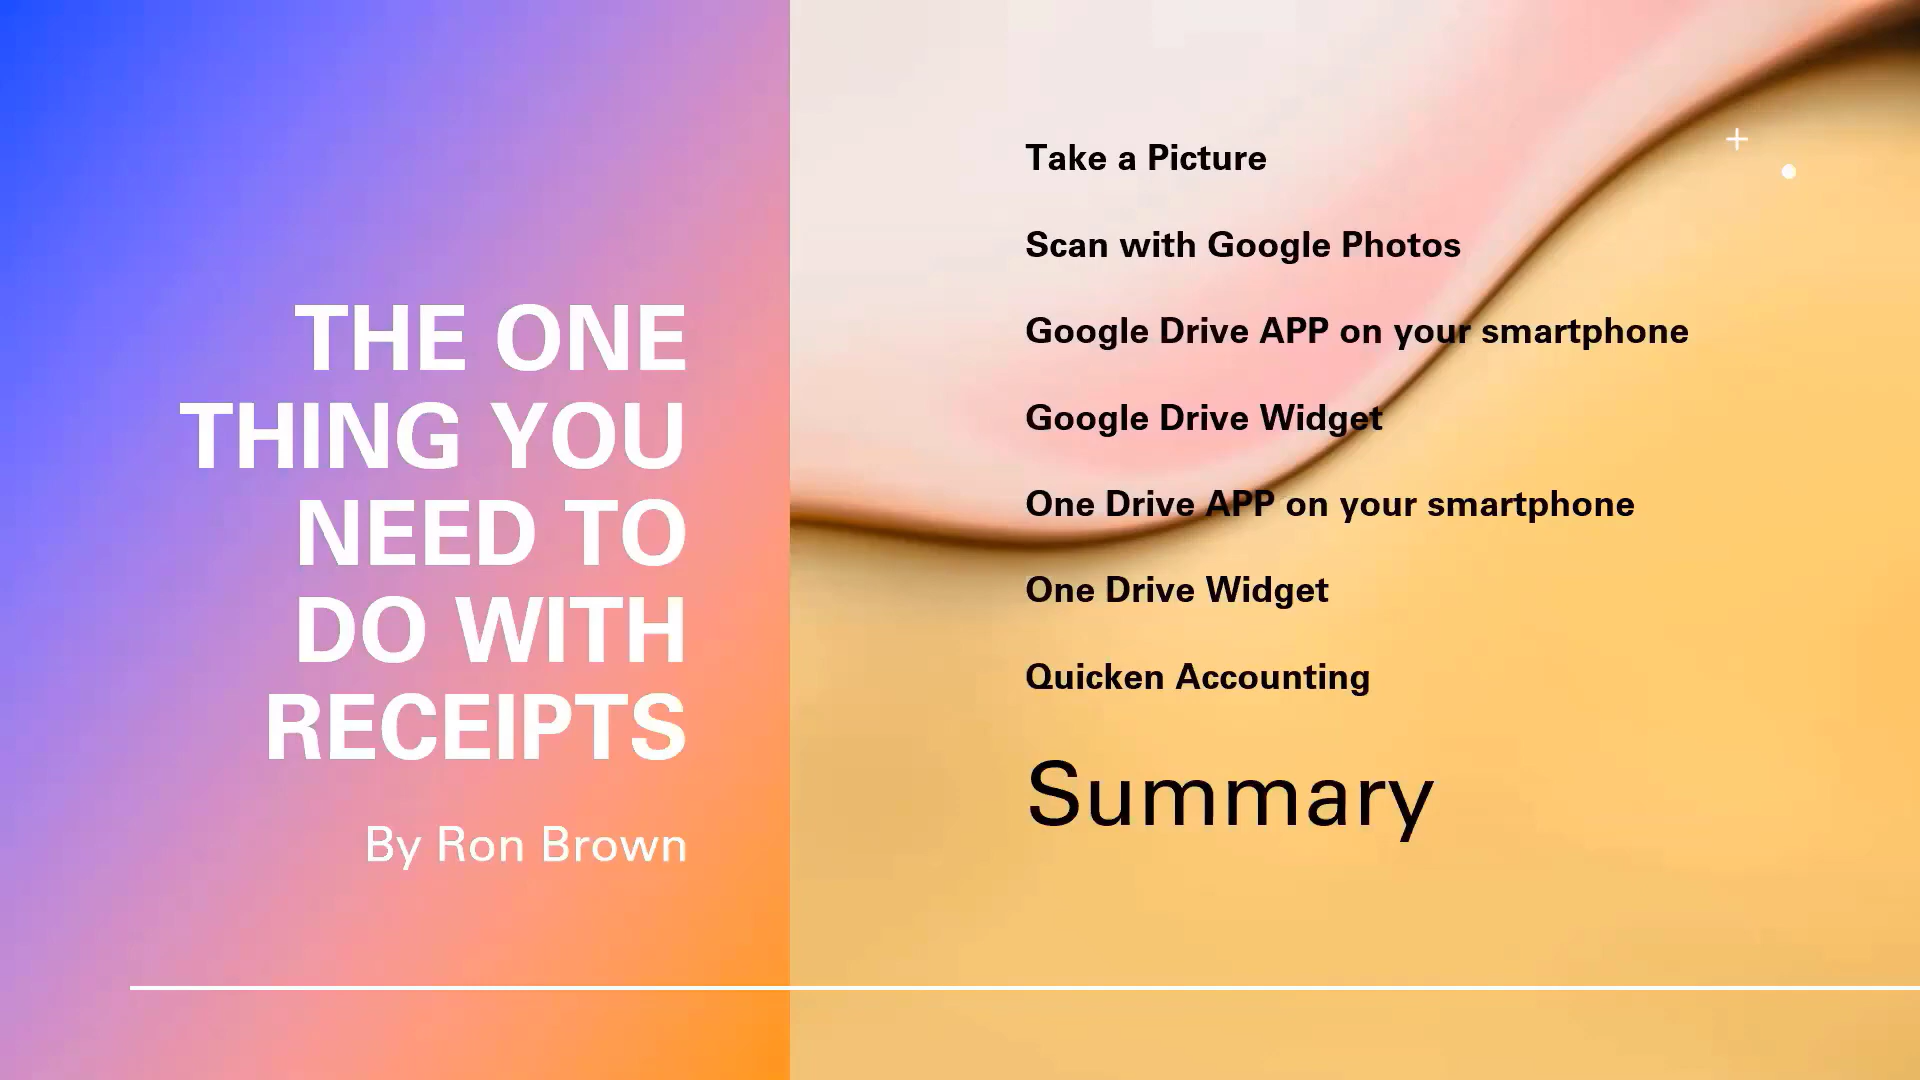 THE ONE
THING YOU
NEED TO
DO WITH
RECEIPTS
By Ron Brown
Take a Picture
Scan with Google Photos
Google Drive APP on your smartphone
Google Drive Widget
One Drive APP on your smartphone
One Drive Widget
Quicken Accounting
Summary